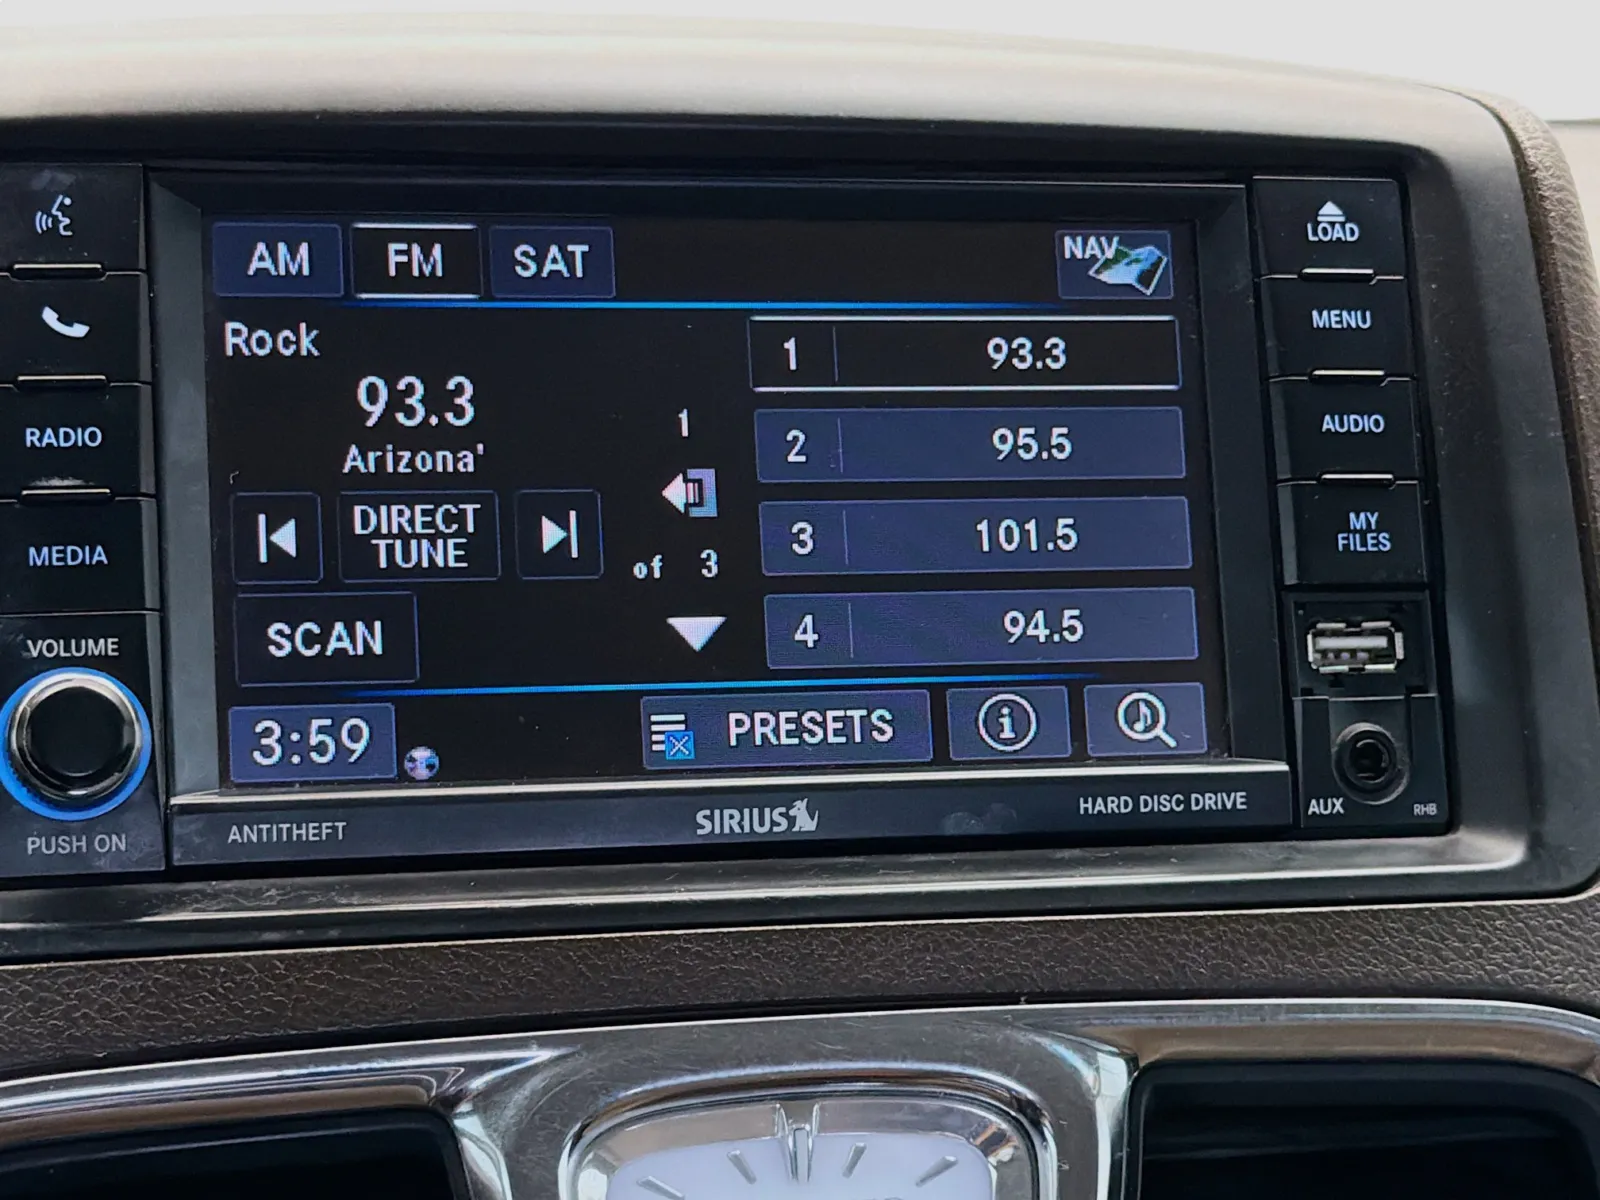 AM FM SAT NAV
Rock
93.3
Arizona'
DIRECT
TUNE
SCAN
1
of 3
1 93.3
2 95.5
3 101.5
4 94.5
3:59
PRESETS
i
RADIO
MEDIA
VOLUME
PUSH ON
LOAD
MENU
AUDIO
MY
FILES
AUX
RHB
ANTITHEFT
SIRIUS
HARD DISC DRIVE